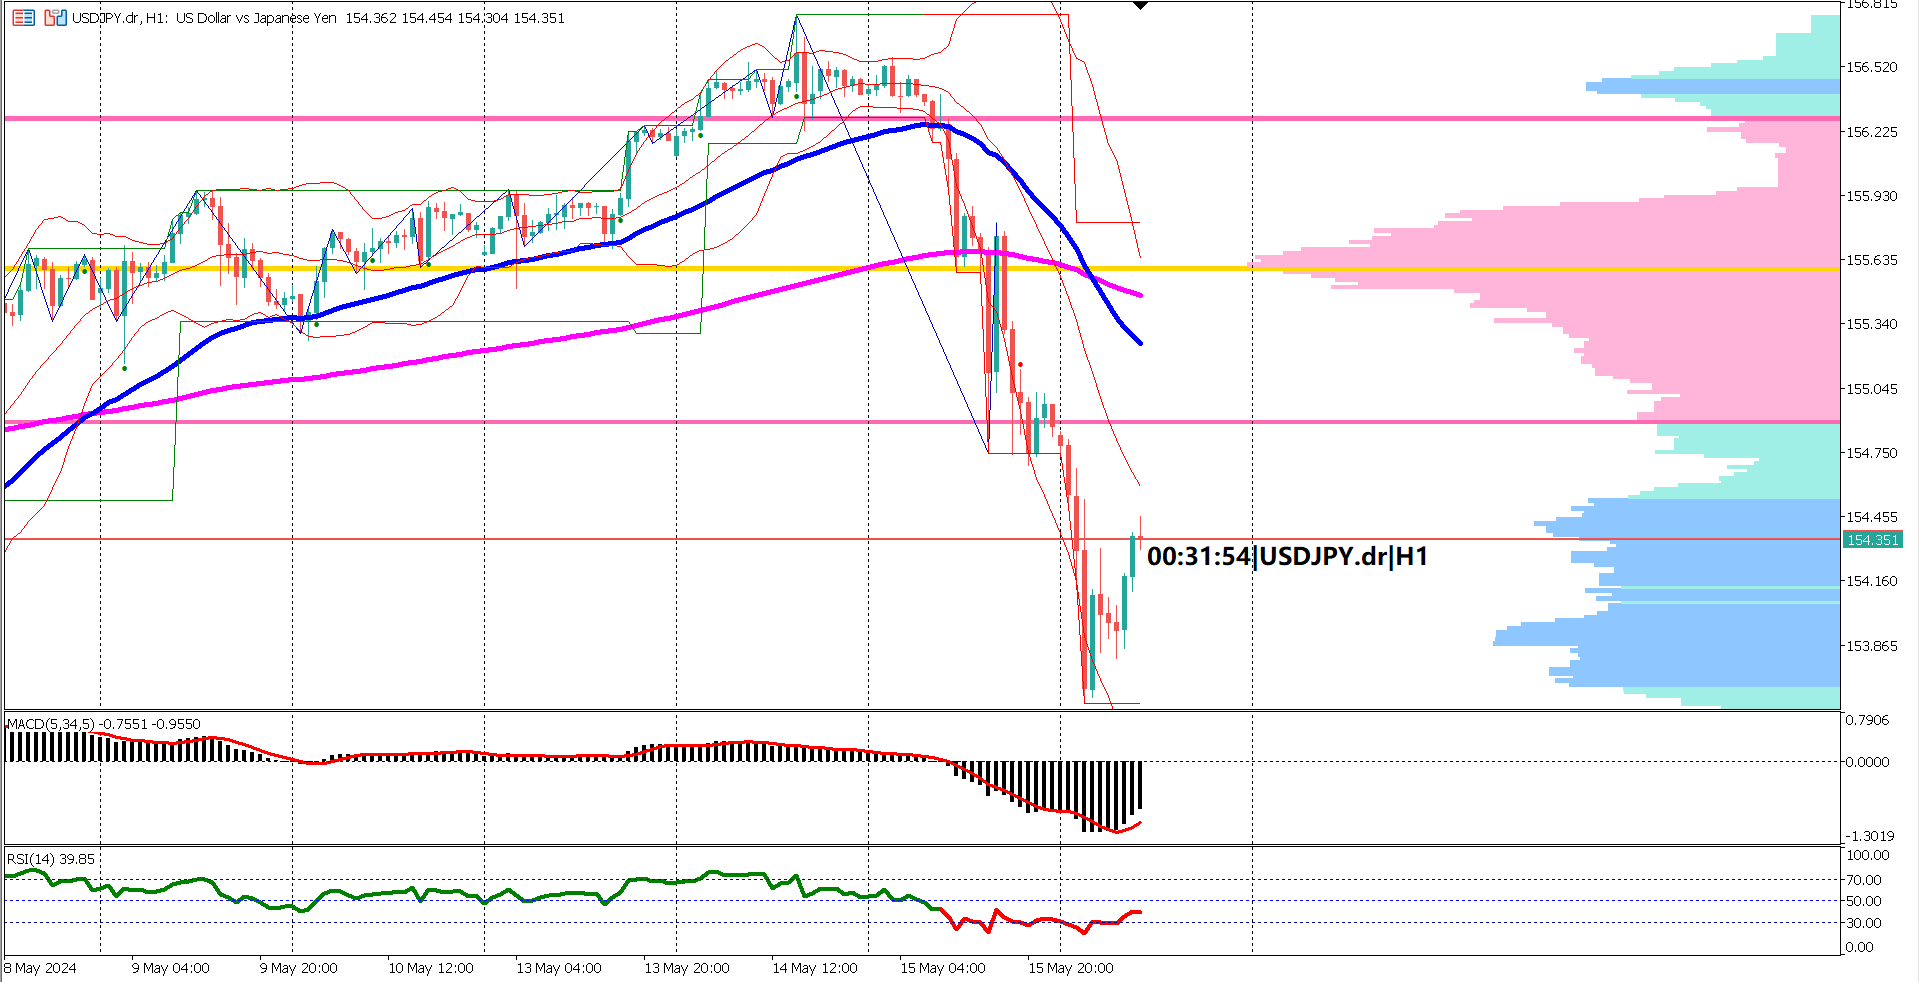 USDJPY.dr, H1: US Dollar vs Japanese Yen 154.362 154.454 154.304 154.351
156.815
156.520
156.225
155.930
155.635
155.340
155.045
154.750
154.455
154.351
00:31:54|USDJPY.dr|H1
154.160
153.865
MACD(5,34,5) -0.7551 -0.9550
0.7906
0.0000
-1.3019
RSI(14) 39.85
100.00
70.00
50.00
30.00
0.00
8 May 2024
9 May 04:00
9 May 20:00
10 May 12:00
13 May 04:00
13 May 20:00
14 May 12:00
15 May 04:00
15 May 20:00